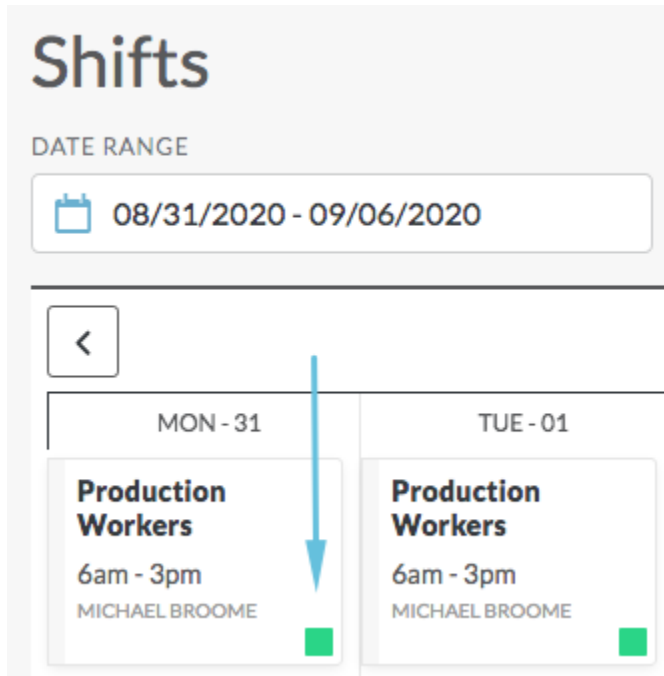 Shifts
DATE RANGE
08/31/2020 - 09/06/2020
MON - 31
TUE - 01
Production
Workers
6am - 3pm
MICHAEL BROOME
Production
Workers
6am - 3pm
MICHAEL BROOME